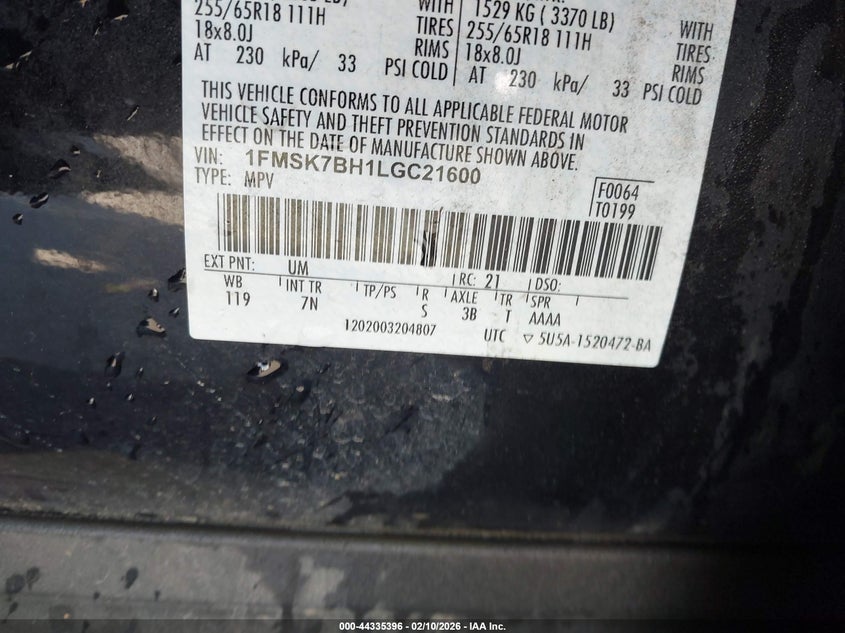 WITH 1529 KG ( 3370 LB)
255/65R18 111H TIRES 255/65R18 111H WITH
18x8.0J RIMS 18x8.0J TIRES
AT 230 kPa/ 33 PSI COLD AT 230 kPa/ 33 RIMS PSI COLD
THIS VEHICLE CONFORMS TO ALL APPLICABLE FEDERAL MOTOR
VEHICLE SAFETY AND THEFT PREVENTION STANDARDS IN
EFFECT ON THE DATE OF MANUFACTURE SHOWN ABOVE.
VIN: 1FMSK7BH1LGC21600
TYPE: MPV
F0064
T0199
EXT PNT: UM RC: 21 DSO:
WB INT TR TP/PS R AXLE TR SPR
119 7N S 3B T AAAA
1202003204807 UTC ▽ 5U5A-1520472-BA
000-44335396 — 02/10/2026 — IAA Inc.